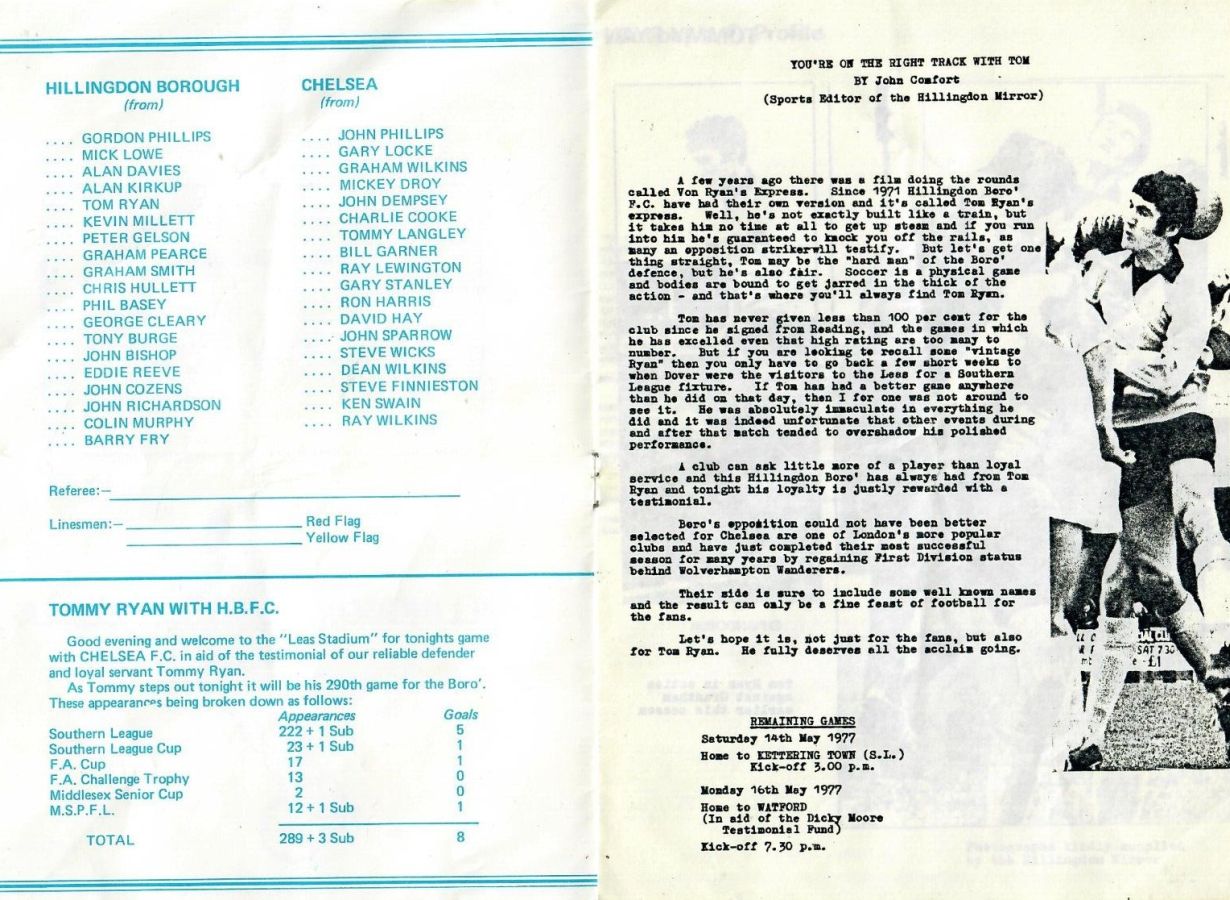 HILLINGDON BOROUGH
(from)
.... GORDON PHILLIPS
.... MICK LOWE
.... ALAN DAVIES
.... ALAN KIRKUP
.... TOM RYAN
.... KEVIN MILLETT
.... PETER GELSON
.... GRAHAM PEARCE
.... GRAHAM SMITH
.... CHRIS HULLETT
.... PHIL BASEY
.... GEORGE CLEARY
.... TONY BURGE
.... JOHN BISHOP
.... EDDIE REEVE
.... JOHN COZENS
.... JOHN RICHARDSON
.... COLIN MURPHY
.... BARRY FRY
CHELSEA
(from)
.... JOHN PHILLIPS
.... GARY LOCKE
.... GRAHAM WILKINS
.... MICKEY DROY
.... JOHN DEMPSEY
.... CHARLIE COOKE
.... TOMMY LANGLEY
.... BILL GARNER
.... RAY LEWINGTON
.... GARY STANLEY
.... RON HARRIS
.... DAVID HAY
.... JOHN SPARROW
.... STEVE WICKS
.... DEAN WILKINS
.... STEVE FINNIESTON
.... KEN SWAIN
.... RAY WILKINS
Referee:–
Linesmen:– Red Flag
Yellow Flag
TOMMY RYAN WITH H.B.F.C.
Good evening and welcome to the "Leas Stadium" for tonights game
with CHELSEA F.C. in aid of the testimonial of our reliable defender
and loyal servant Tommy Ryan.
As Tommy steps out tonight it will be his 290th game for the Boro'.
These appearances being broken down as follows:
Appearances Goals
Southern League 222 + 1 Sub 5
Southern League Cup 23 + 1 Sub 1
F.A. Cup 17 1
F.A. Challenge Trophy 13 0
Middlesex Senior Cup 2 0
M.S.P.F.L. 12 + 1 Sub 1
TOTAL 289 + 3 Sub 8
YOU'RE ON THE RIGHT TRACK WITH TOM
BY John Comfort
(Sports Editor of the Hillingdon Mirror)
A few years ago there was a film doing the rounds
called Von Ryan's Express. Since 1971 Hillingdon Boro'
F.C. have had their own version and it's called Tom Ryan's
express. Well, he's not exactly built like a train, but
it takes him no time at all to get up steam and if you run
into him he's guaranteed to knock you off the rails, as
many an opposition strikerwill testify. But let's get one
thing straight, Tom may be the "hard man" of the Boro'
defence, but he's also fair. Soccer is a physical game
and bodies are bound to get jarred in the thick of the
action - and that's where you'll always find Tom Ryan.
Tom has never given less than 100 per cent for the
club since he signed from Reading, and the games in which
he has excelled even that high rating are too many to
number. But if you are looking to recall some "vintage
Ryan" then you only have to go back a few short weeks to
when Dover were the visitors to the Leas for a Southern
League fixture. If Tom has had a better game anywhere
than he did on that day, then I for one was not around to
see it. He was absolutely immaculate in everything he
did and it was indeed unfortunate that other events during
and after that match tended to overshadow his polished
performance.
A club can ask little more of a player than loyal
service and this Hillingdon Boro' has always had from Tom
Ryan and tonight his loyalty is justly rewarded with a
testimonial.
Boro's opposition could not have been better
selected for Chelsea are one of London's more popular
clubs and have just completed their most successful
season for many years by regaining First Division status
behind Wolverhampton Wanderers.
Their side is sure to include some well known names
and the result can only be a fine feast of football for
the fans.
Let's hope it is, not just for the fans, but also
for Tom Ryan. He fully deserves all the acclaim going.
SAT 7 30
£1
REMAINING GAMES
Saturday 14th May 1977
Home to KETTERING TOWN (S.L.)
Kick-off 3.00 p.m.
Monday 16th May 1977
Home to WATFORD
(In aid of the Dicky Moore
Testimonial Fund)
Kick-off 7.30 p.m.